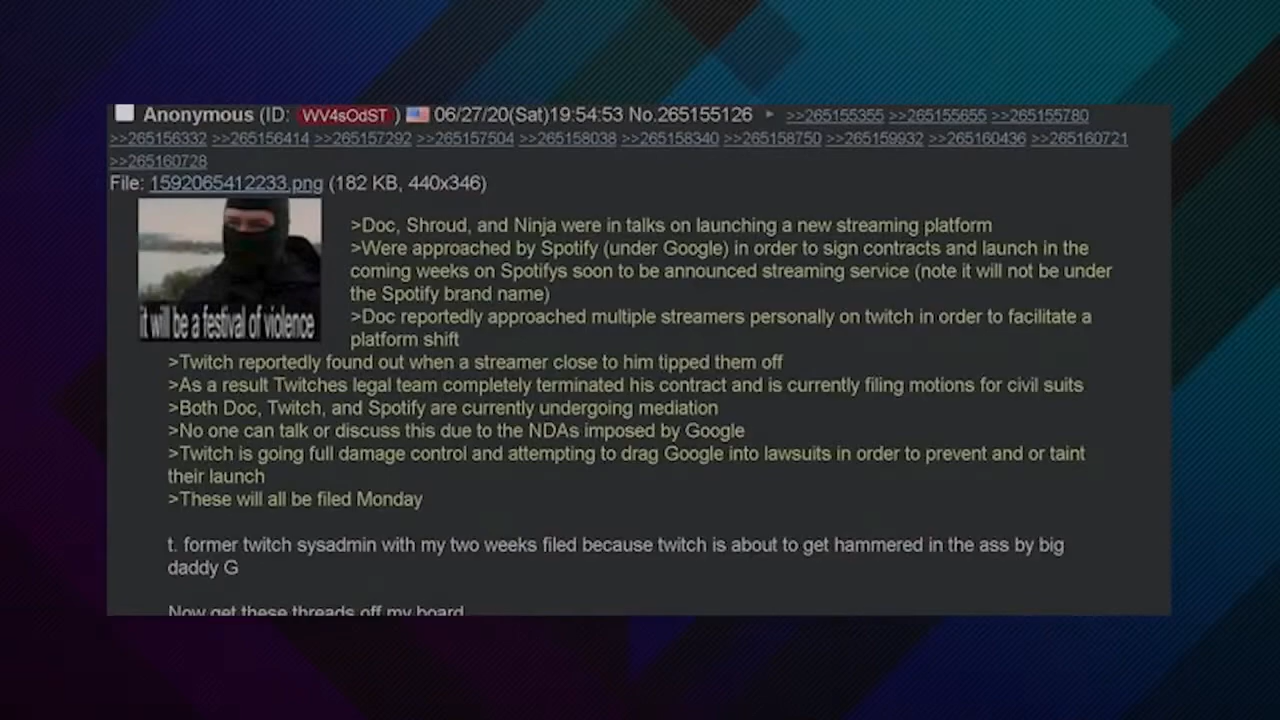 Anonymous (ID: WV4sOdST ) 06/27/20(Sat)19:54:53 No.265155126 ▸ >>265155355 >>265155655 >>265155780
>>265156332 >>265156414 >>265157292 >>265157504 >>265158038 >>265158340 >>265158750 >>265159932 >>265160436 >>265160721
>>265160728
File: 1592065412233.png (182 KB, 440x346)
it will be a festival of violence
>Doc, Shroud, and Ninja were in talks on launching a new streaming platform
>Were approached by Spotify (under Google) in order to sign contracts and launch in the
coming weeks on Spotifys soon to be announced streaming service (note it will not be under
the Spotify brand name)
>Doc reportedly approached multiple streamers personally on twitch in order to facilitate a
platform shift
>Twitch reportedly found out when a streamer close to him tipped them off
>As a result Twitches legal team completely terminated his contract and is currently filing motions for civil suits
>Both Doc, Twitch, and Spotify are currently undergoing mediation
>No one can talk or discuss this due to the NDAs imposed by Google
>Twitch is going full damage control and attempting to drag Google into lawsuits in order to prevent and or taint
their launch
>These will all be filed Monday
t. former twitch sysadmin with my two weeks filed because twitch is about to get hammered in the ass by big
daddy G
Now get these threads off my board